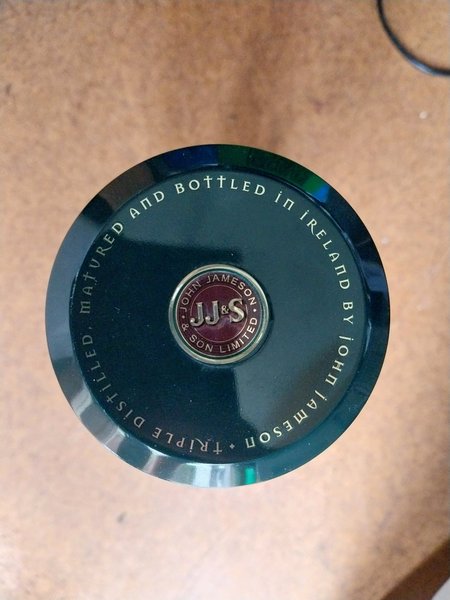 TRIPLE DISTILLED, MATURED AND BOTTLED IN IRELAND BY JOHN JAMESON •
JOHN JAMESON
JJ&S
& SON LIMITED